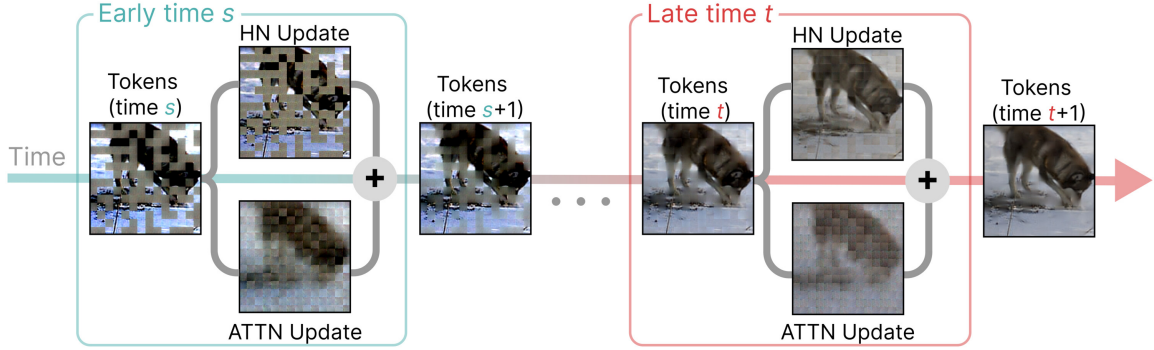 Early time s
HN Update
Tokens
(time s)
Time
+
ATTN Update
Tokens
(time s+1)
Late time t
HN Update
Tokens
(time t)
+
ATTN Update
Tokens
(time t+1)